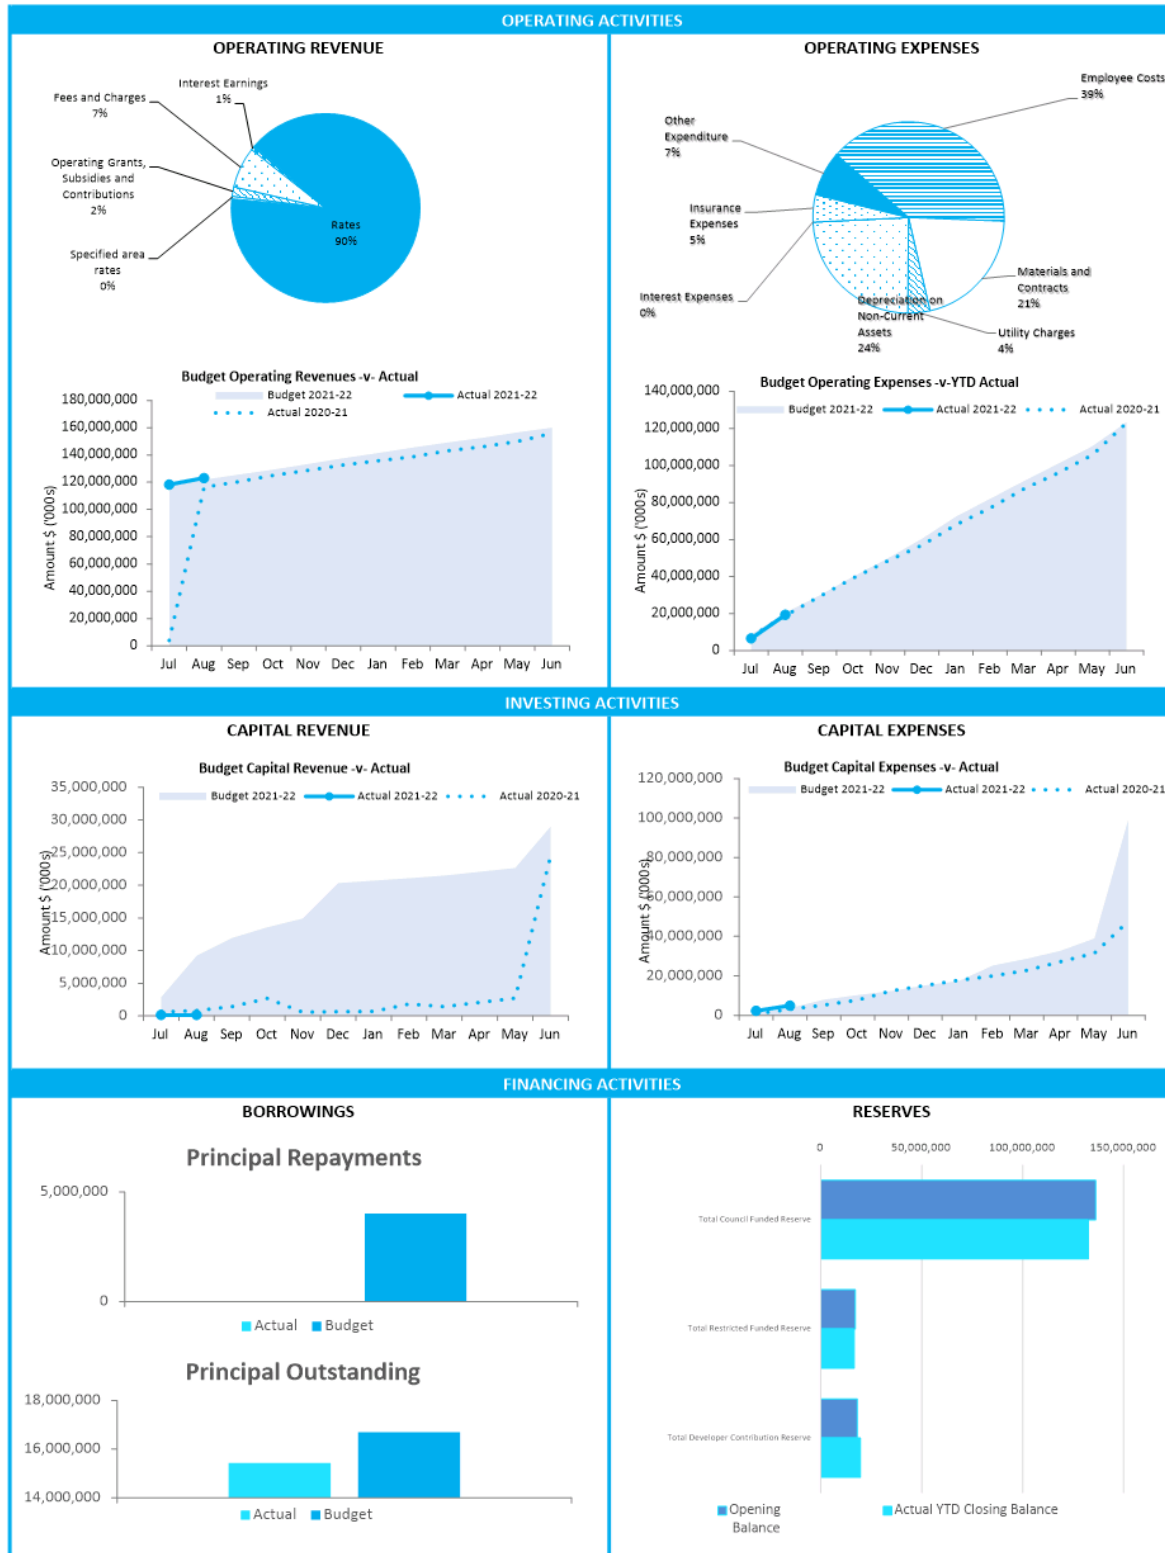 OPERATING ACTIVITIES
OPERATING REVENUE
Interest Earnings
1%
Fees and Charges
7%
Operating Grants,
Subsidies and
Contributions
2%
Specified area
rates
0%
Rates
90%
OPERATING EXPENSES
Employee Costs
39%
Other
Expenditure
7%
Insurance
Expenses
5%
Interest Expenses
0%
Depreciation on
Non-Current
Assets
24%
Materials and
Contracts
21%
Utility Charges
4%
Budget Operating Revenues -v- Actual
Budget 2021-22 Actual 2021-22
Actual 2020-21
Amount $ ('000s)
180,000,000
160,000,000
140,000,000
120,000,000
100,000,000
80,000,000
60,000,000
40,000,000
20,000,000
0
Jul Aug Sep Oct Nov Dec Jan Feb Mar Apr May Jun
Budget Operating Expenses -v-YTD Actual
Budget 2021-22 Actual 2021-22 Actual 2020-21
Amount $ ('000s)
140,000,000
120,000,000
100,000,000
80,000,000
60,000,000
40,000,000
20,000,000
0
Jul Aug Sep Oct Nov Dec Jan Feb Mar Apr May Jun
INVESTING ACTIVITIES
CAPITAL REVENUE
Budget Capital Revenue -v- Actual
Budget 2021-22 Actual 2021-22 Actual 2020-21
Amount $ ('000s)
35,000,000
30,000,000
25,000,000
20,000,000
15,000,000
10,000,000
5,000,000
0
Jul Aug Sep Oct Nov Dec Jan Feb Mar Apr May Jun
CAPITAL EXPENSES
Budget Capital Expenses -v- Actual
Budget 2021-22 Actual 2021-22 Actual 2020-21
Amount $ ('000s)
120,000,000
100,000,000
80,000,000
60,000,000
40,000,000
20,000,000
0
Jul Aug Sep Oct Nov Dec Jan Feb Mar Apr May Jun
FINANCING ACTIVITIES
BORROWINGS
Principal Repayments
5,000,000
0
Actual Budget
Principal Outstanding
18,000,000
16,000,000
14,000,000
Actual Budget
RESERVES
0 50,000,000 100,000,000 150,000,000
Total Council Funded Reserve
Total Restricted Funded Reserve
Total Developer Contribution Reserve
Opening
Balance
Actual YTD Closing Balance